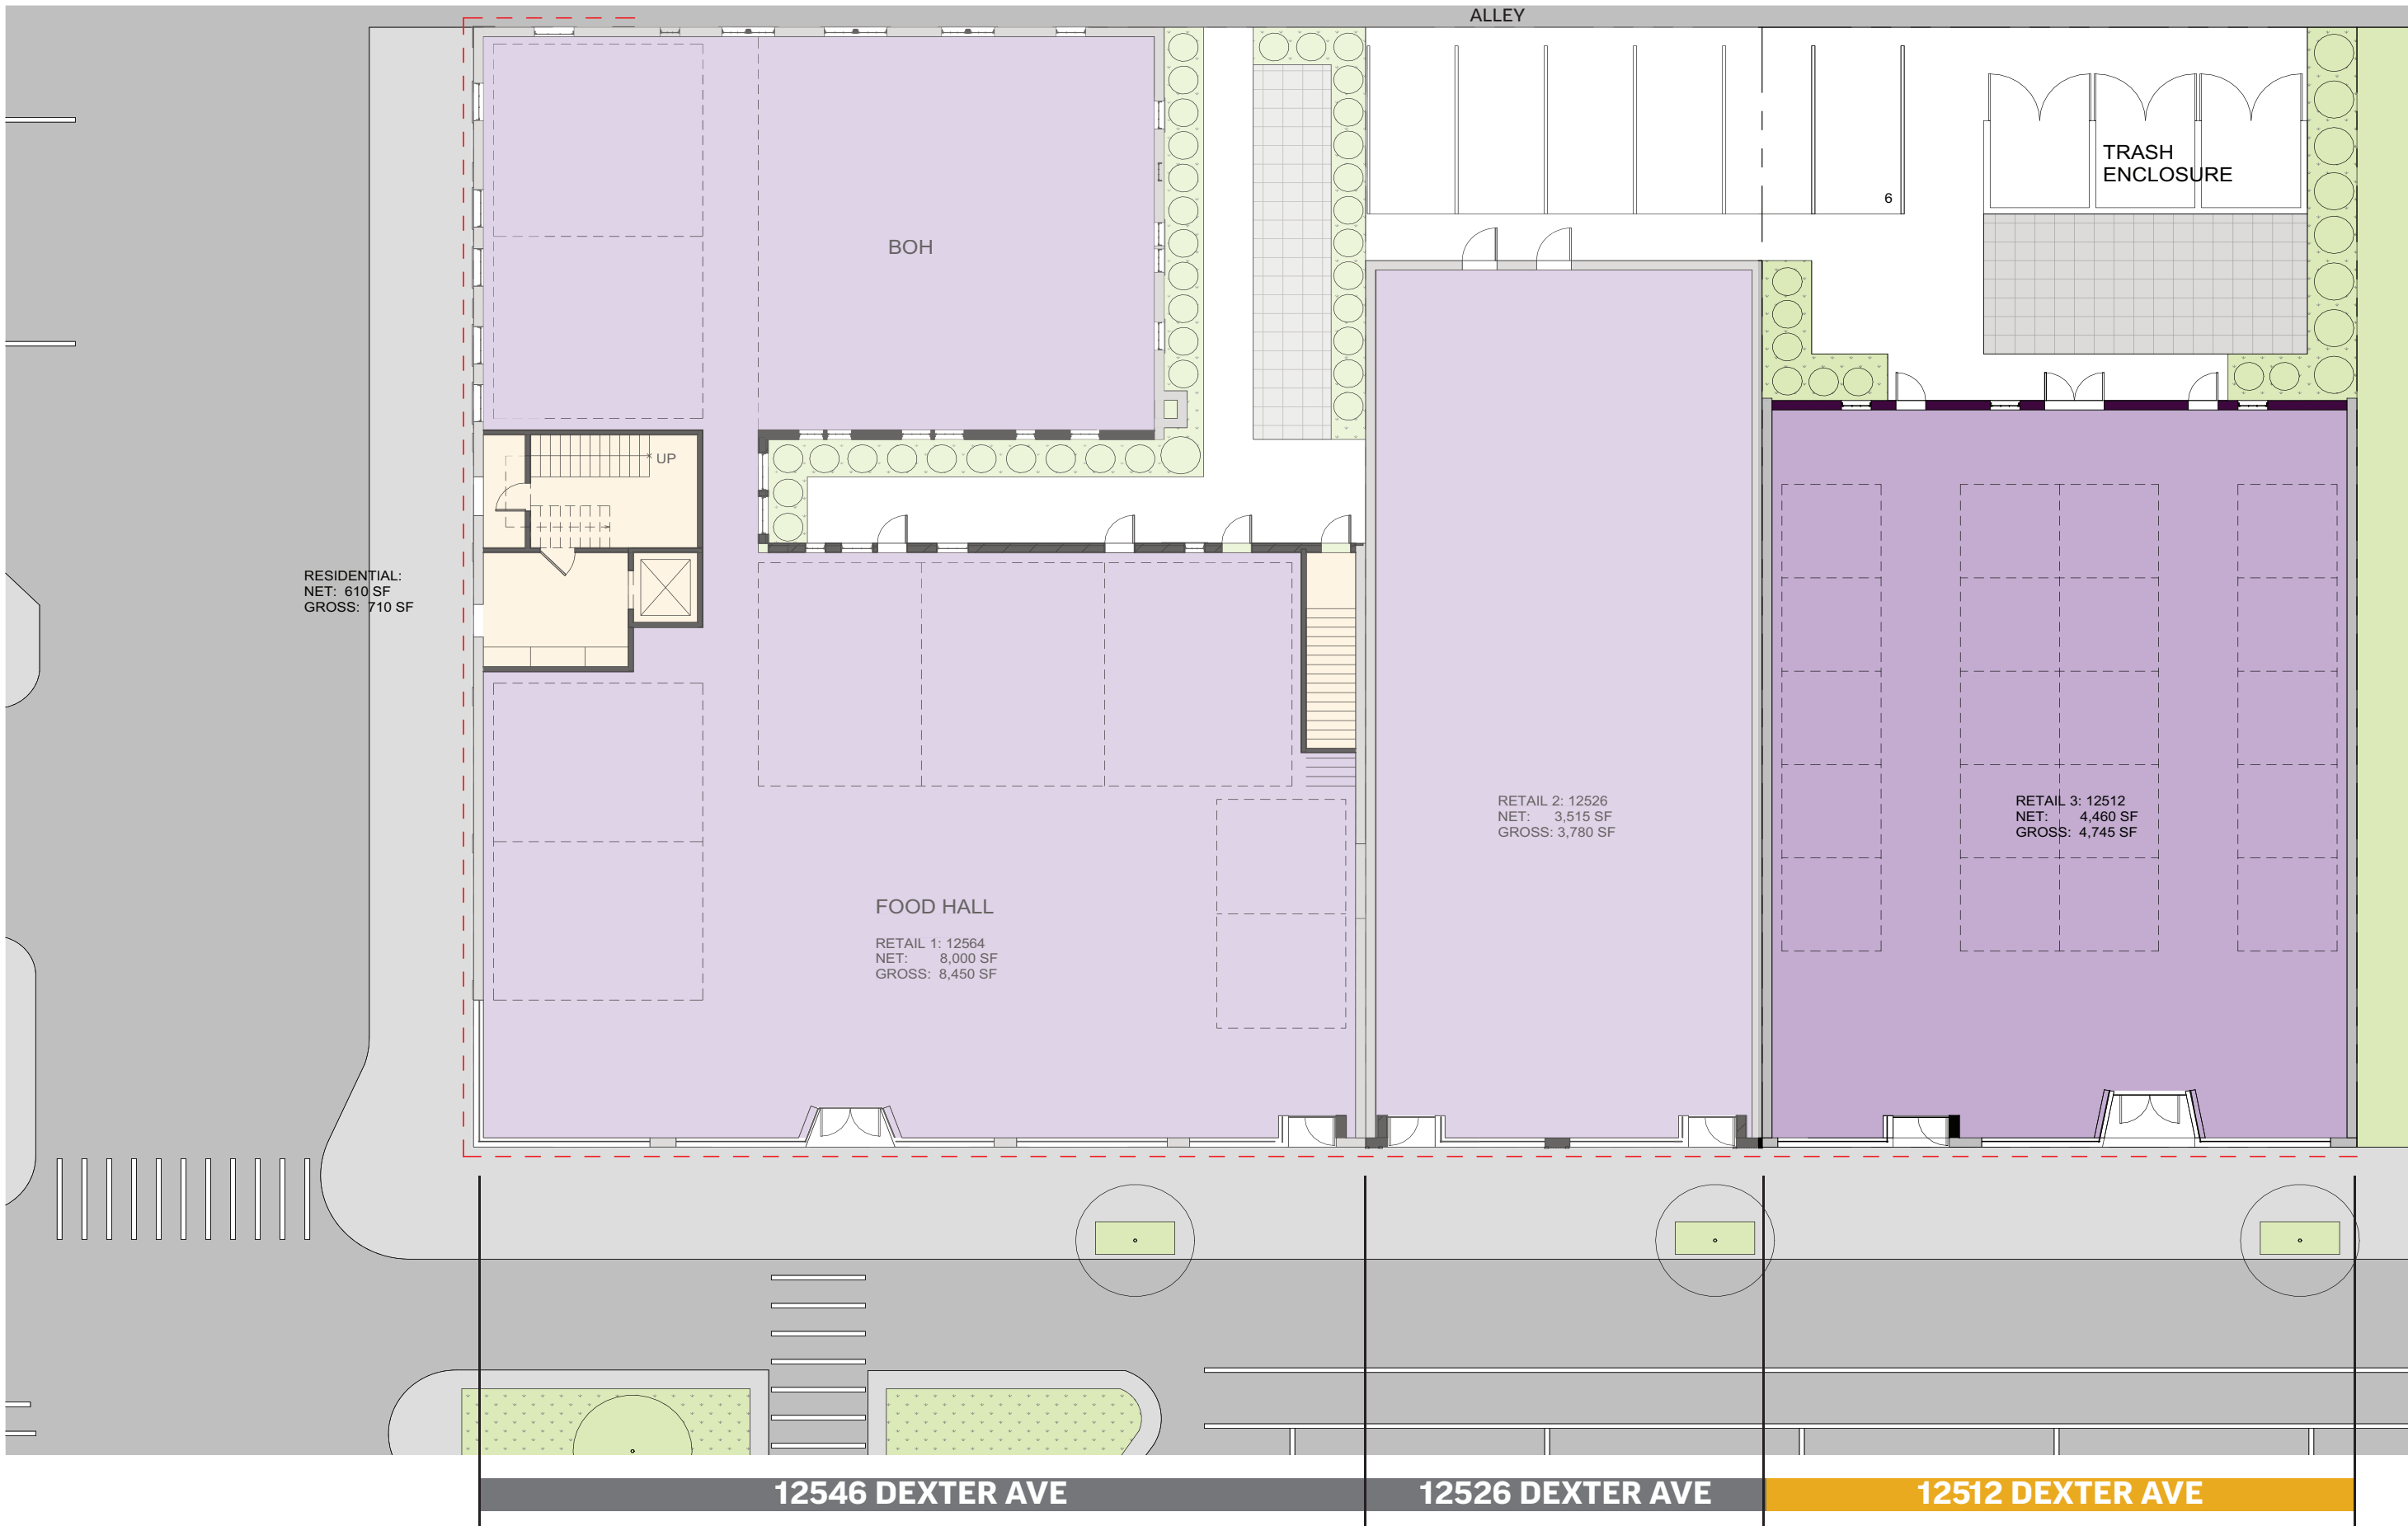 ALLEY
TRASH
ENCLOSURE
6
BOH
UP
RESIDENTIAL:
NET: 610 SF
GROSS: 710 SF
RETAIL 2: 12526
NET: 3,515 SF
GROSS: 3,780 SF
RETAIL 3: 12512
NET: 4,460 SF
GROSS: 4,745 SF
FOOD HALL
RETAIL 1: 12564
NET: 8,000 SF
GROSS: 8,450 SF
12546 DEXTER AVE
12526 DEXTER AVE
12512 DEXTER AVE